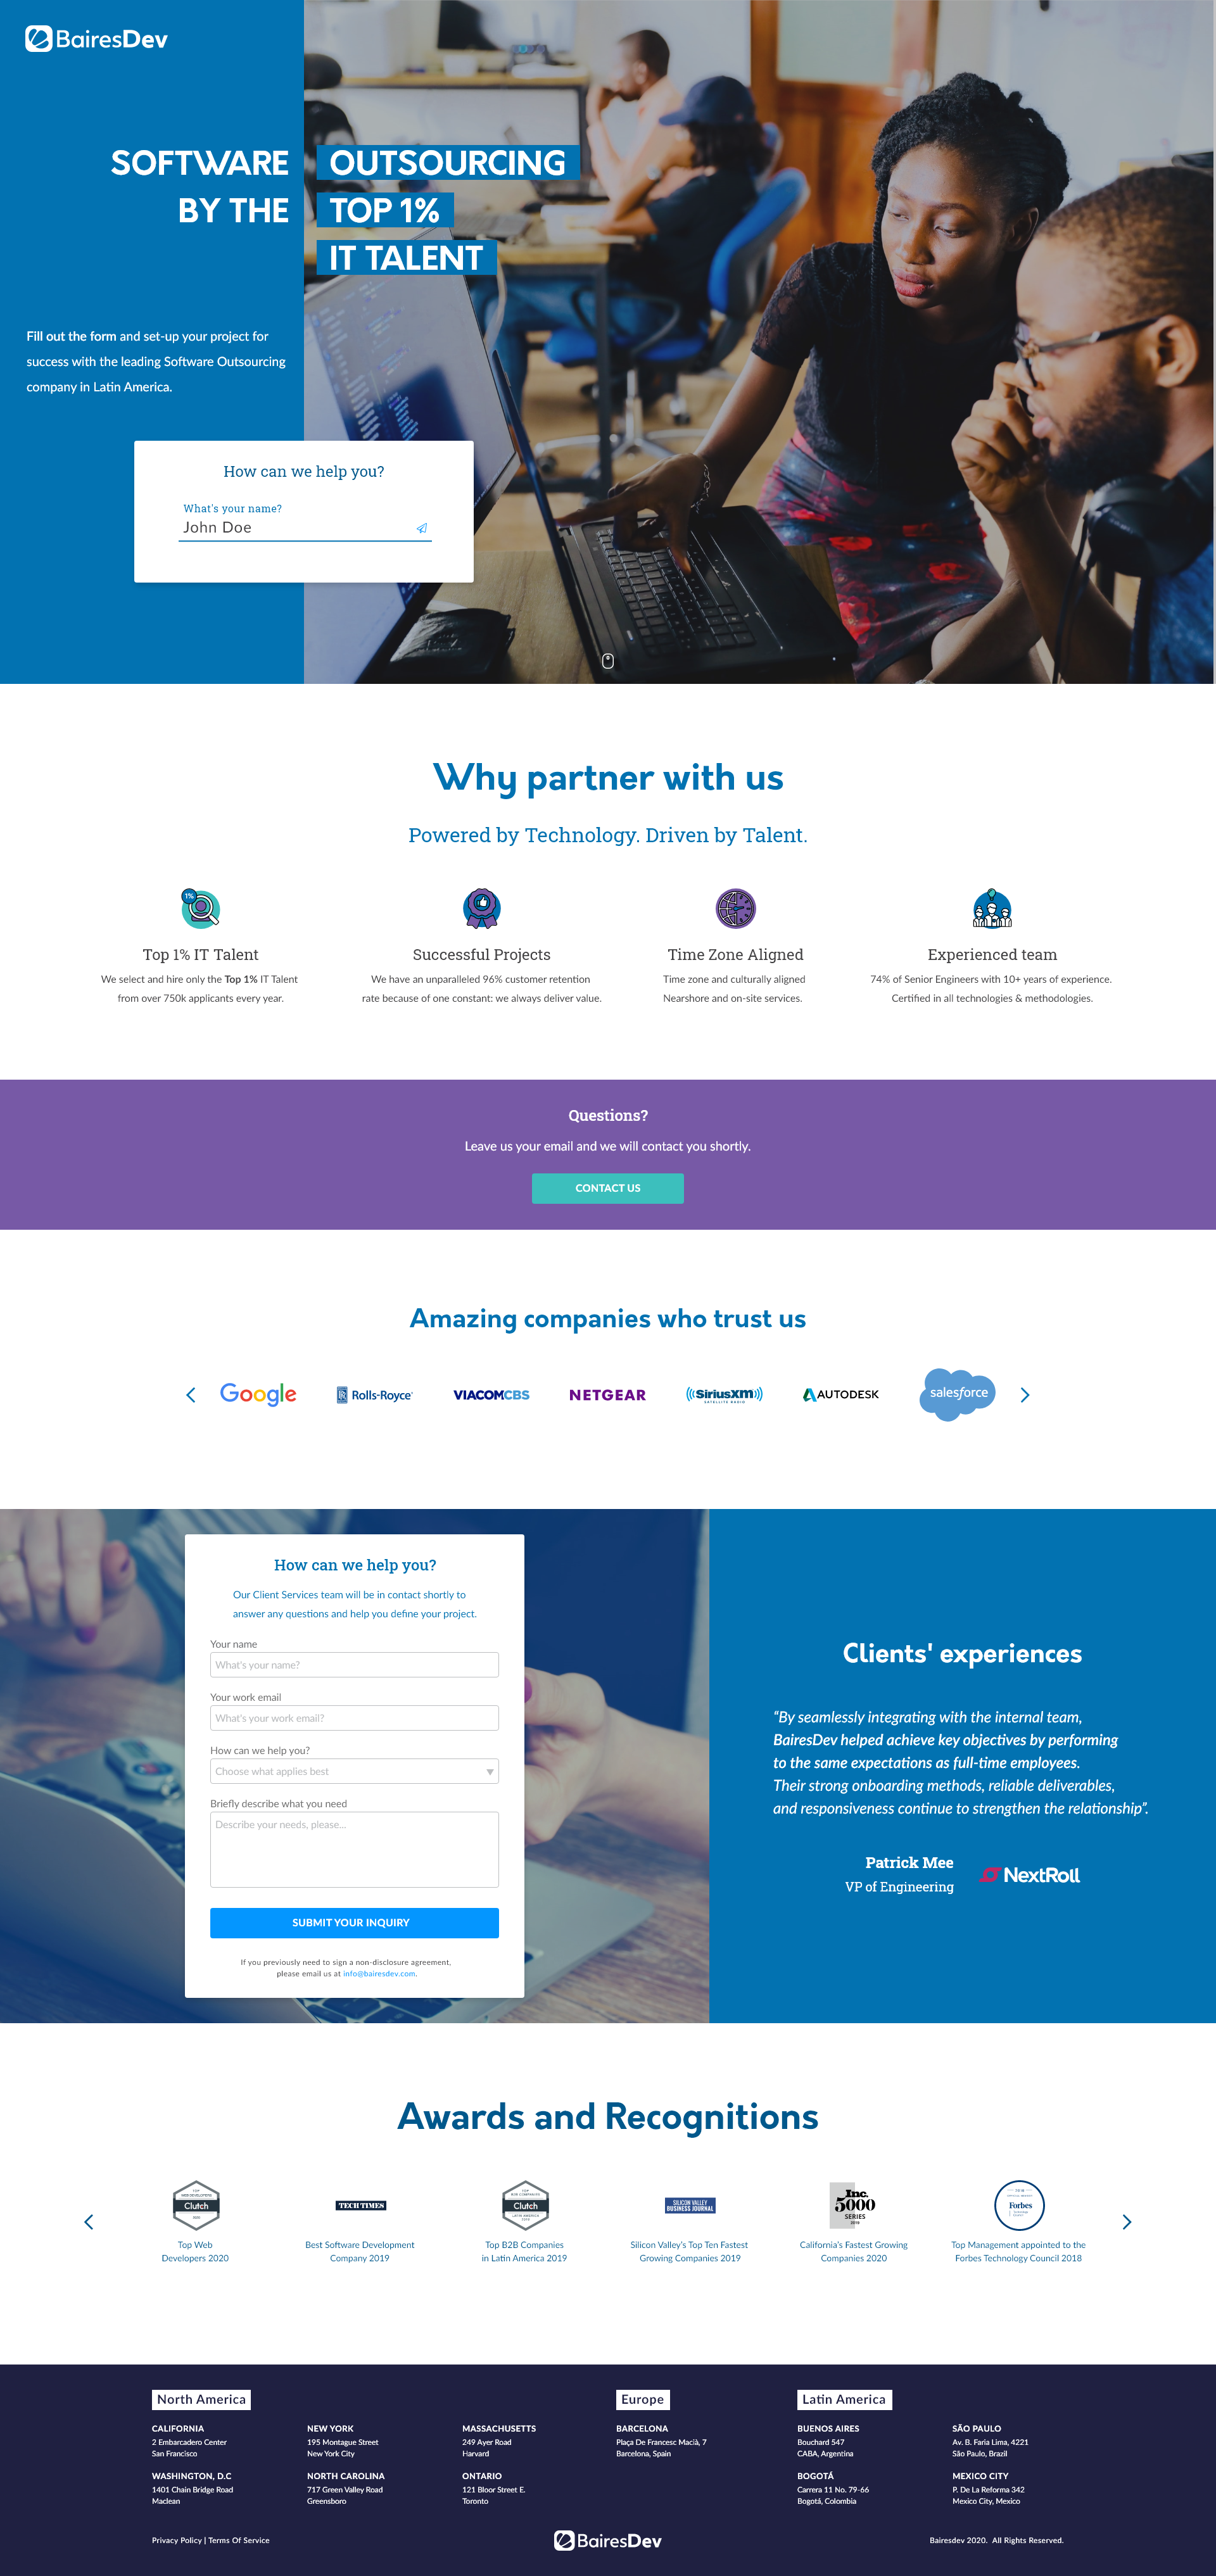 BairesDev
SOFTWARE OUTSOURCING
BY THE TOP 1%
IT TALENT
Fill out the form and set-up your project for
success with the leading Software Outsourcing
company in Latin America.
How can we help you?
What's your name?
John Doe
Why partner with us
Powered by Technology. Driven by Talent.
1%
Top 1% IT Talent
We select and hire only the Top 1% IT Talent
from over 750k applicants every year.
Successful Projects
We have an unparalleled 96% customer retention
rate because of one constant: we always deliver value.
Time Zone Aligned
Time zone and culturally aligned
Nearshore and on-site services.
Experienced team
74% of Senior Engineers with 10+ years of experience.
Certified in all technologies & methodologies.
Questions?
Leave us your email and we will contact you shortly.
CONTACT US
Amazing companies who trust us
Google
Rolls-Royce
VIACOMCBS
NETGEAR
SiriusXM
SATELLITE RADIO
AUTODESK
salesforce
How can we help you?
Our Client Services team will be in contact shortly to
answer any questions and help you define your project.
Your name
What's your name?
Your work email
What's your work email?
How can we help you?
Choose what applies best
Briefly describe what you need
Describe your needs, please...
SUBMIT YOUR INQUIRY
If you previously need to sign a non-disclosure agreement,
please email us at info@bairesdev.com.
Clients' experiences
“By seamlessly integrating with the internal team,
BairesDev helped achieve key objectives by performing
to the same expectations as full-time employees.
Their strong onboarding methods, reliable deliverables,
and responsiveness continue to strengthen the relationship”.
Patrick Mee
VP of Engineering
NextRoll
Awards and Recognitions
TOP
WEB DEVELOPERS
Clutch
2020
Top Web
Developers 2020
TECH TIMES
Best Software Development
Company 2019
TOP
B2B COMPANIES
Clutch
LATIN AMERICA
2019
Top B2B Companies
in Latin America 2019
SILICON VALLEY
BUSINESS JOURNAL
Silicon Valley's Top Ten Fastest
Growing Companies 2019
Inc.
5000
SERIES
2019
California's Fastest Growing
Companies 2020
Forbes
Top Management appointed to the
Forbes Technology Council 2018
North America
CALIFORNIA
2 Embarcadero Center
San Francisco
NEW YORK
195 Montague Street
New York City
MASSACHUSETTS
249 Ayer Road
Harvard
WASHINGTON, D.C
1401 Chain Bridge Road
Maclean
NORTH CAROLINA
717 Green Valley Road
Greensboro
ONTARIO
121 Bloor Street E.
Toronto
Europe
BARCELONA
Plaça De Francesc Macià, 7
Barcelona, Spain
Latin America
BUENOS AIRES
Bouchard 547
CABA, Argentina
SÃO PAULO
Av. B. Faria Lima, 4221
São Paulo, Brazil
BOGOTÁ
Carrera 11 No. 79-66
Bogotá, Colombia
MEXICO CITY
P. De La Reforma 342
Mexico City, Mexico
Privacy Policy | Terms Of Service
BairesDev
Bairesdev 2020. All Rights Reserved.